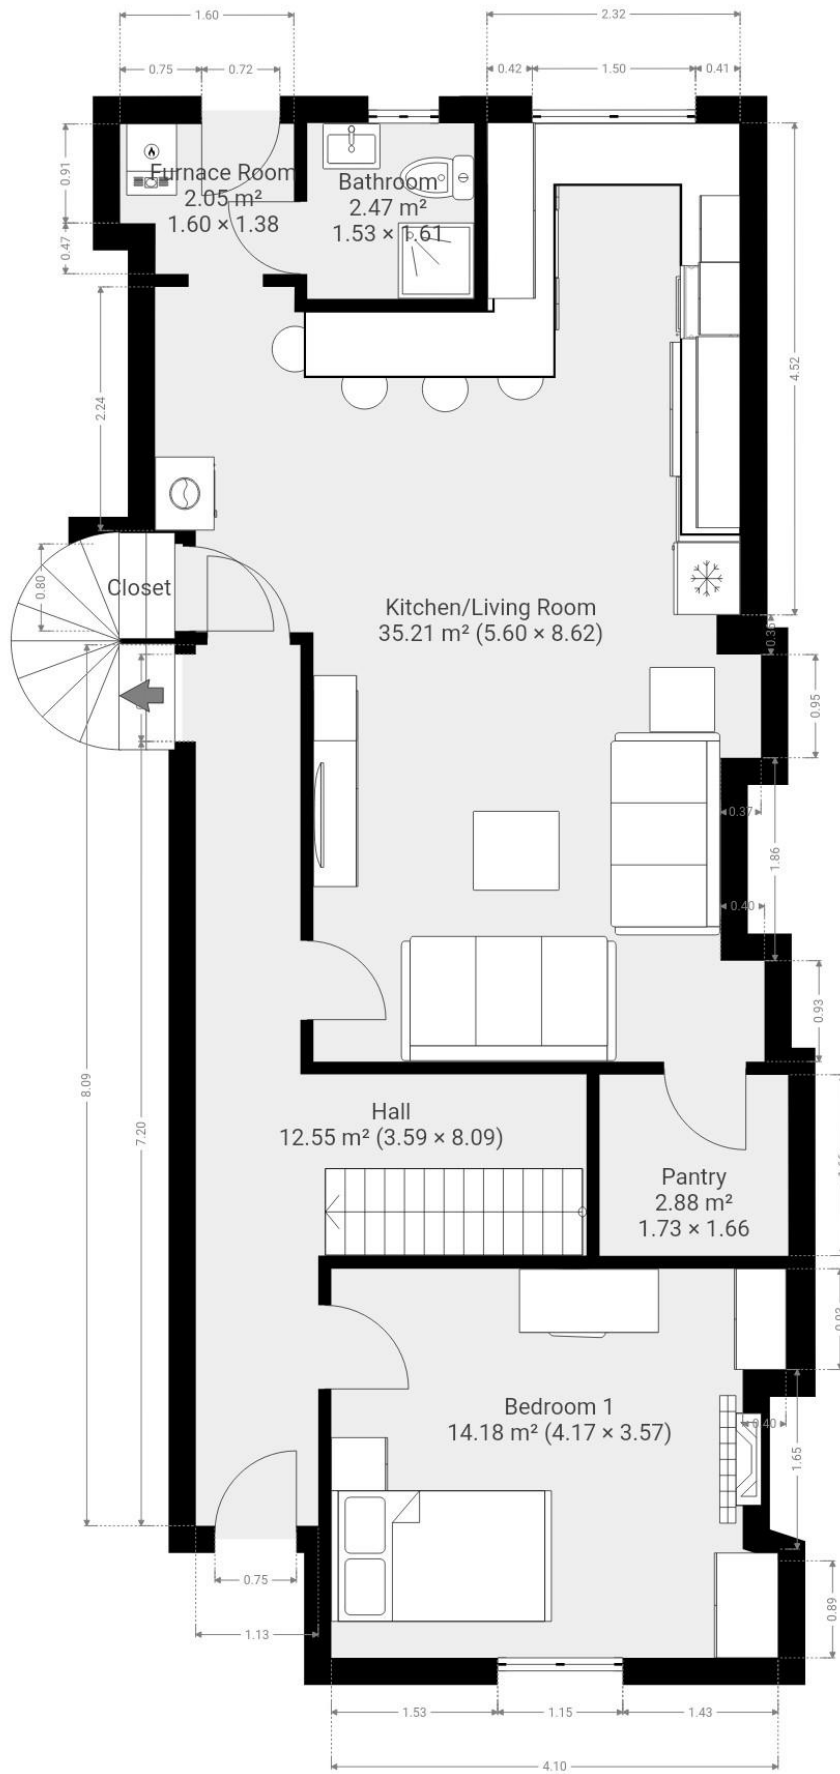 1.60
2.32
0.75
0.72
0.42
1.50
0.41
0.91
Furnace Room
2.05 m²
1.60 × 1.38
Bathroom
2.47 m²
1.53 × 1.61
0.47
2.24
4.52
Closet
0.80
Kitchen/Living Room
35.21 m² (5.60 × 8.62)
0.95
0.37
1.86
0.40
0.93
8.09
7.20
Hall
12.55 m² (3.59 × 8.09)
Pantry
2.88 m²
1.73 × 1.66
Bedroom 1
14.18 m² (4.17 × 3.57)
0.40
1.65
0.75
0.89
1.13
1.53
1.15
1.43
4.10